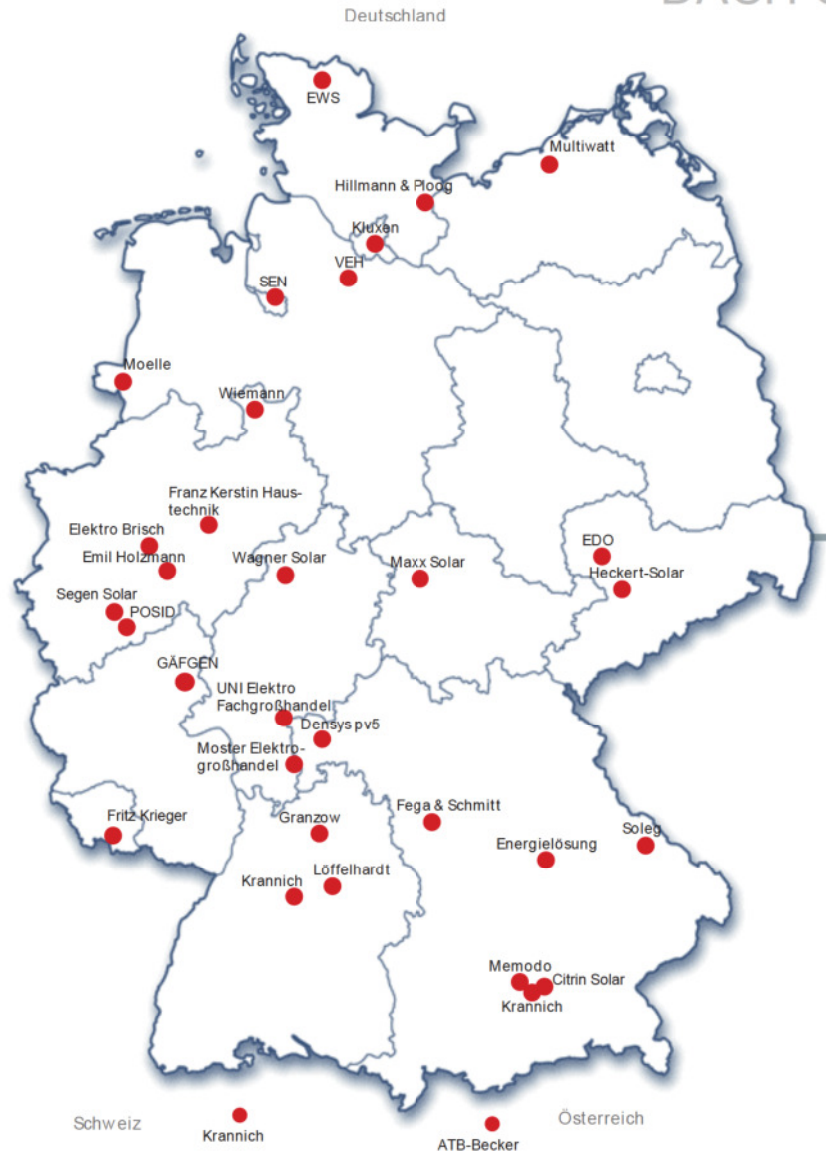 Deutschland
EWS
Multiwatt
Hillmann & Ploog
Kluxen
VEH
SEN
Moelle
Wiemann
Franz Kerstin Haus-
technik
Elektro Brisch
Emil Holzmann
Wagner Solar
Maxx Solar
EDO
Heckert-Solar
Segen Solar
POSID
GÄFGEN
UNI Elektro
Fachgroßhandel
Densys pv5
Moster Elektro-
großhandel
Fritz Krieger
Granzow
Fega & Schmitt
Energielösung
Soleg
Löffelhardt
Krannich
Memodo
Citrin Solar
Krannich
Schweiz
Krannich
Österreich
ATB-Becker